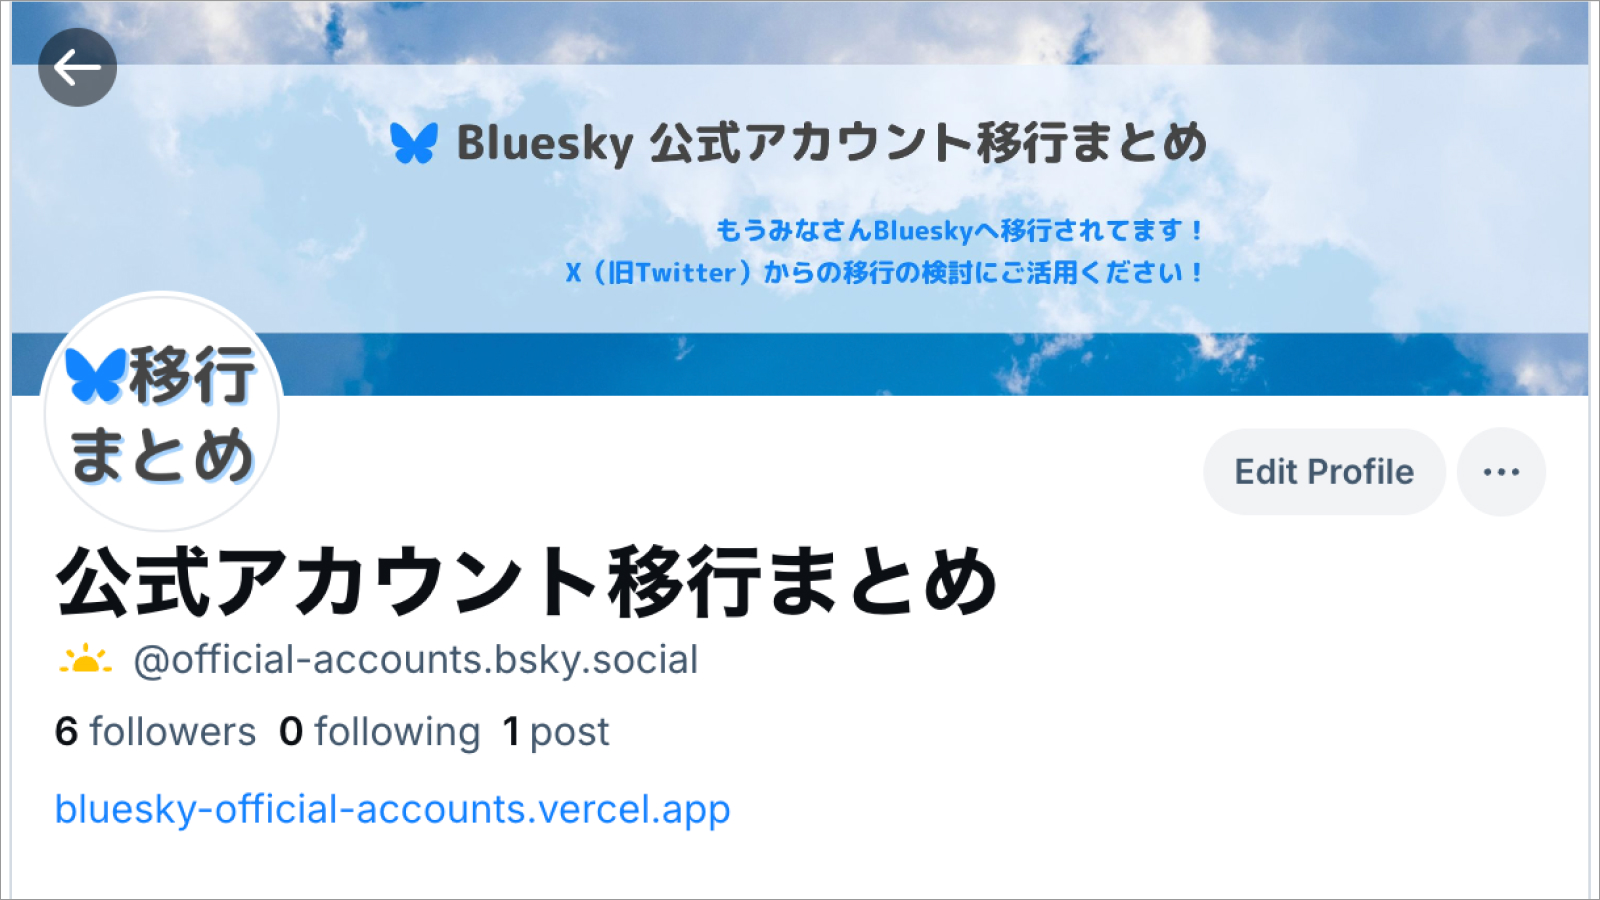 Bluesky 公式アカウント移行まとめ
もうみなさんBlueskyへ移行されてます！
X（旧Twitter）からの移行の検討にご活用ください！
移行
まとめ
Edit Profile
公式アカウント移行まとめ
@official-accounts.bsky.social
6 followers 0 following 1 post
bluesky-official-accounts.vercel.app